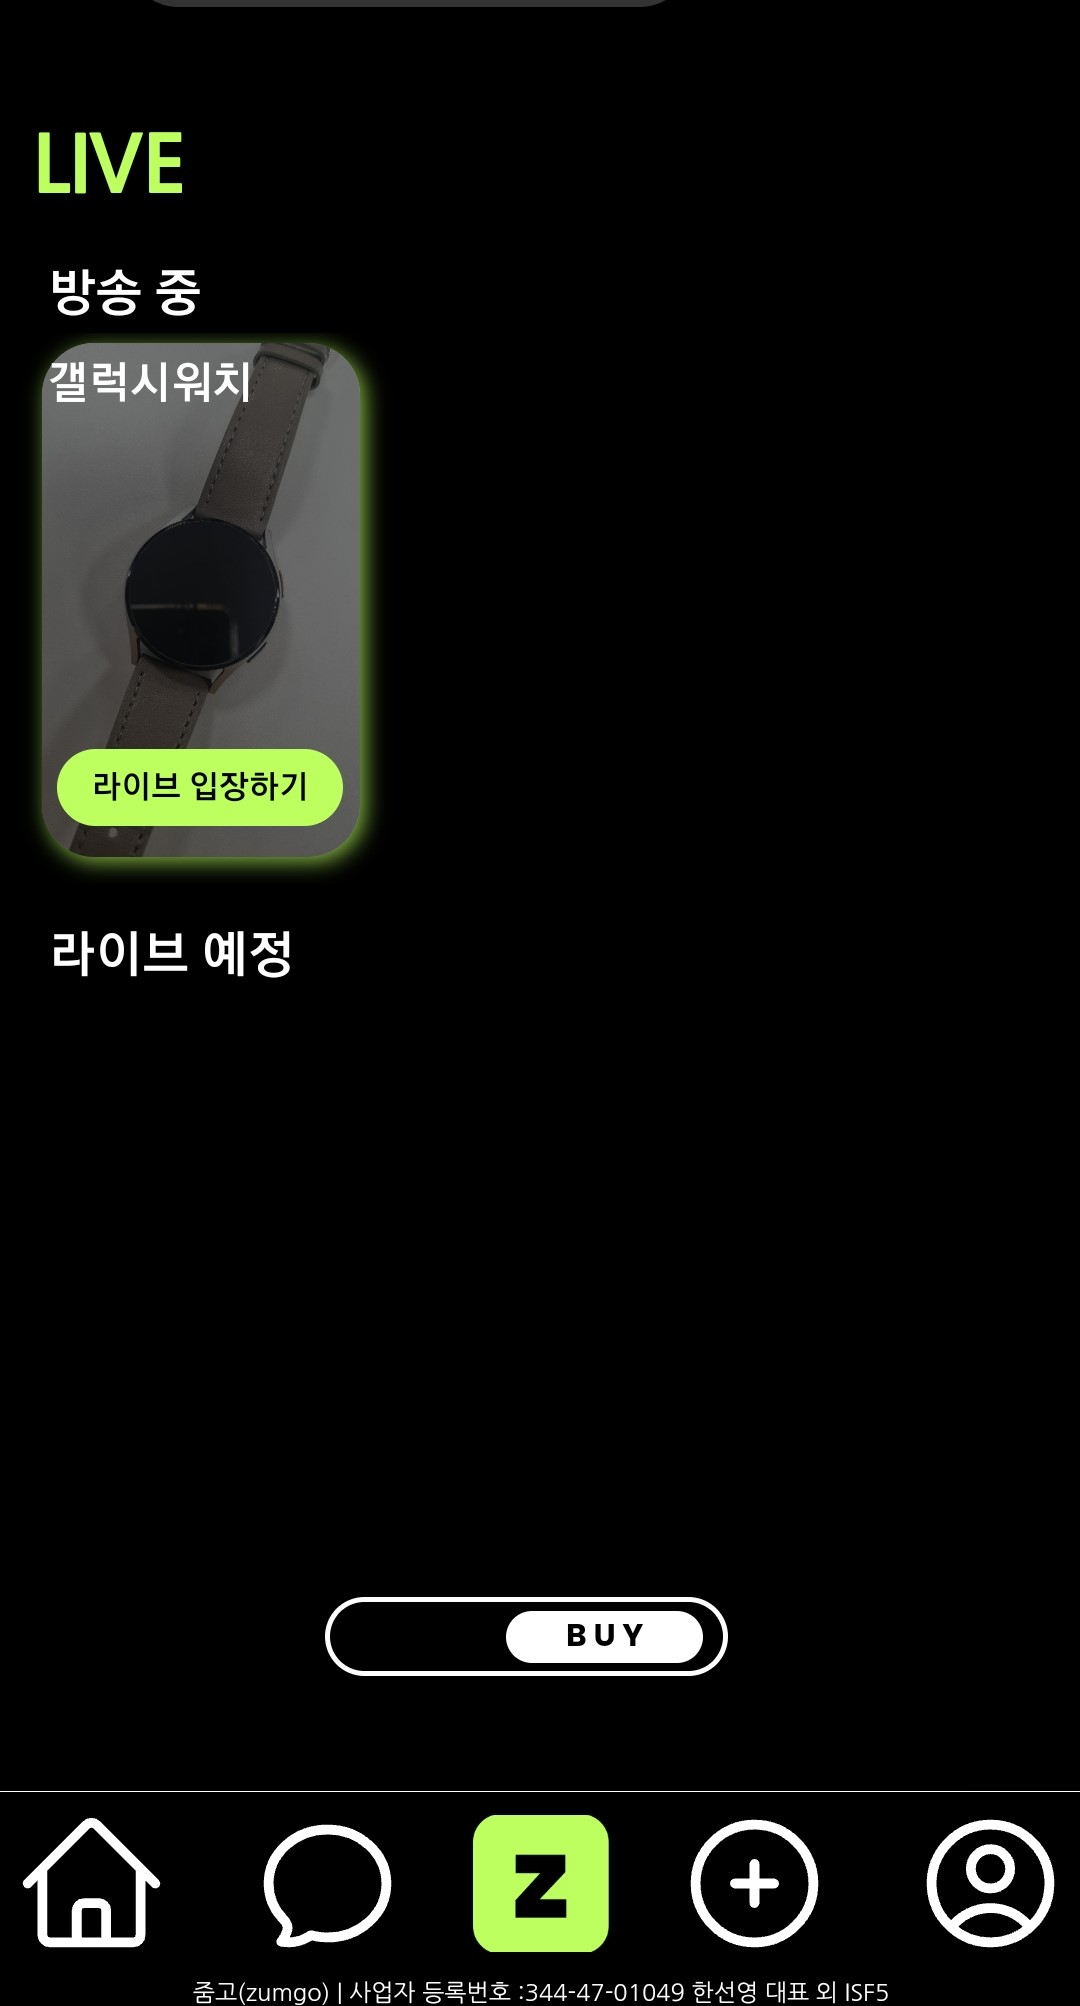 LIVE
방송 중
갤럭시워치
라이브 입장하기
라이브 예정
BUY
Z
줌고(zumgo) | 사업자 등록번호 :344-47-01049 한선영 대표 외 ISF5